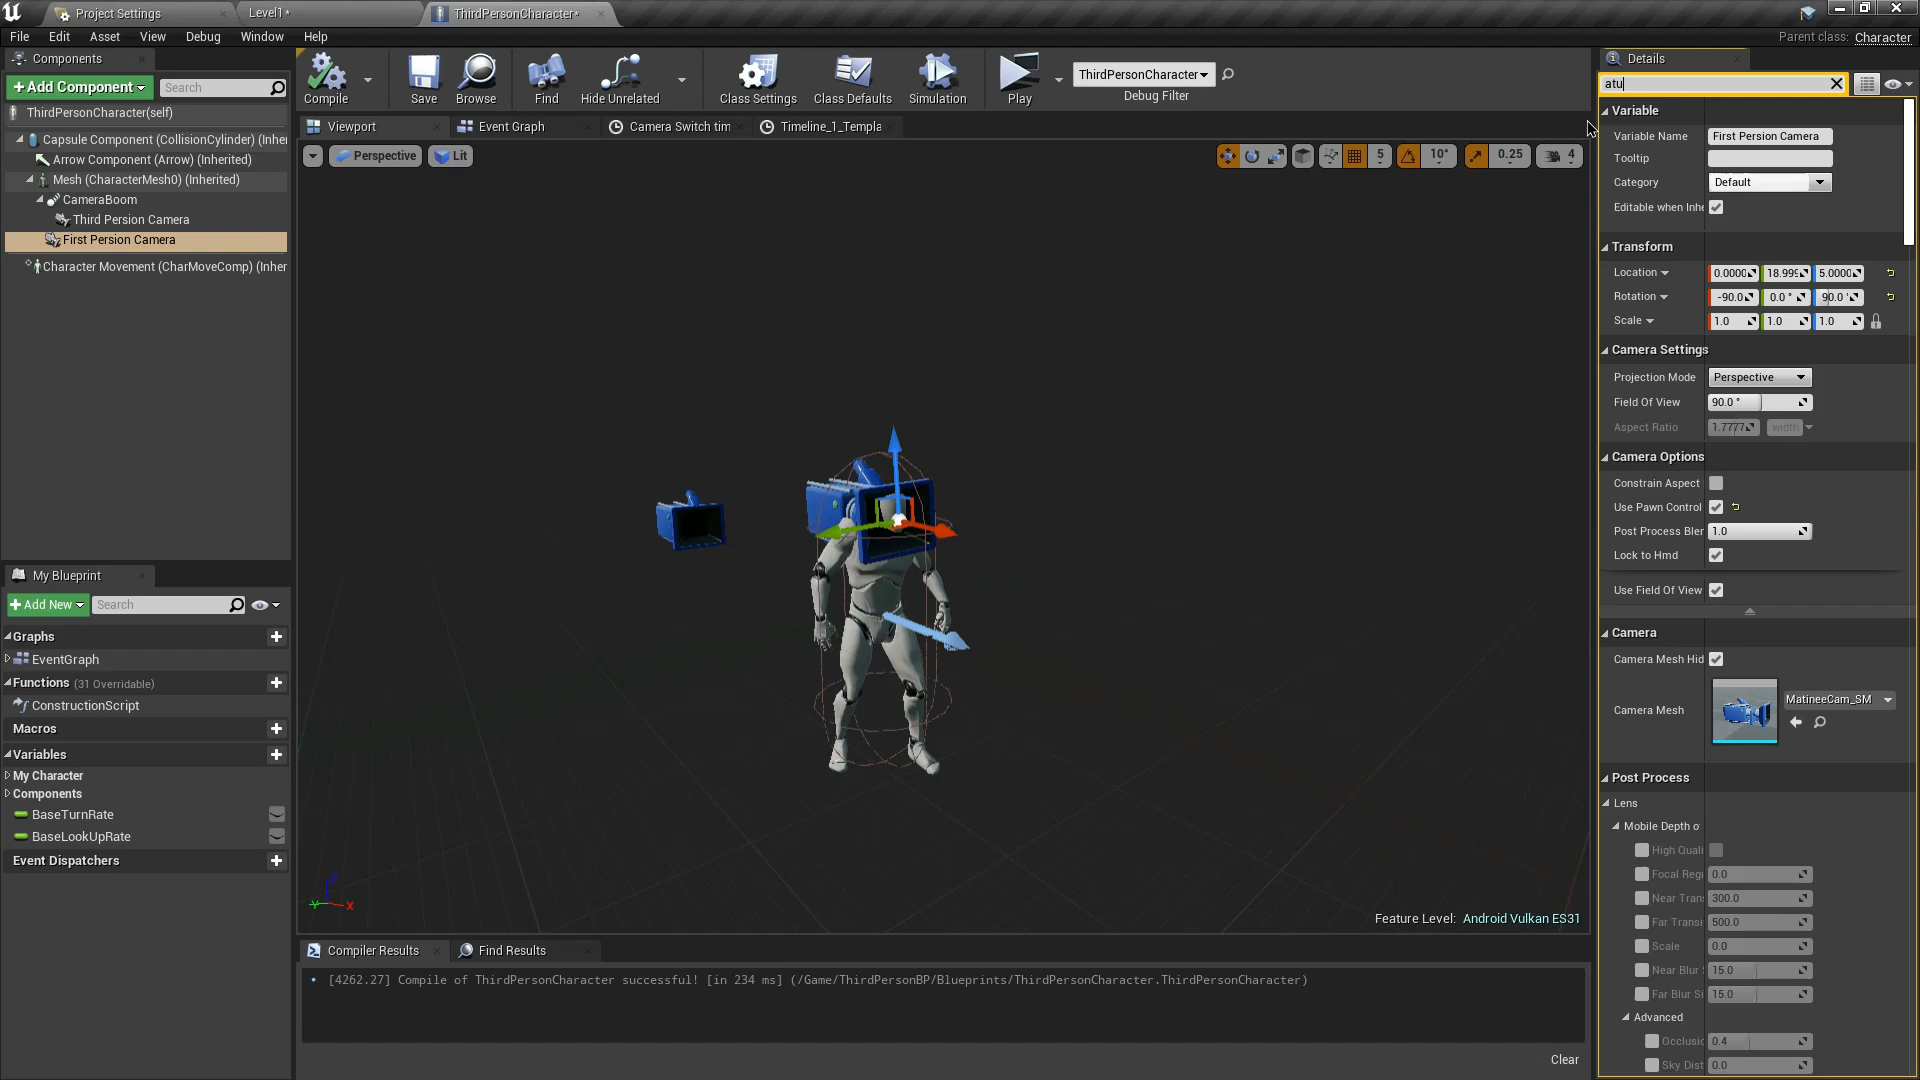 Project Settings
Level1*
ThirdPersonCharacter*
File Edit Asset View Debug Window Help
Parent class: Character
Components
+Add Component
Search
ThirdPersonCharacter(self)
Capsule Component (CollisionCylinder) (Inher
Arrow Component (Arrow) (Inherited)
Mesh (CharacterMesh0) (Inherited)
CameraBoom
Third Persion Camera
First Persion Camera
Character Movement (CharMoveComp) (Inher
Compile
Save
Browse
Find
Hide Unrelated
Class Settings
Class Defaults
Simulation
Play
ThirdPersonCharacter
Debug Filter
Viewport
Event Graph
Camera Switch tim
Timeline_1_Templa
Perspective
Lit
5
10°
0.25
4
Feature Level: Android Vulkan ES31
My Blueprint
+Add New
Search
Graphs
EventGraph
Functions (31 Overridable)
ConstructionScript
Macros
Variables
My Character
Components
BaseTurnRate
BaseLookUpRate
Event Dispatchers
Compiler Results
Find Results
[4262.27] Compile of ThirdPersonCharacter successful! [in 234 ms] (/Game/ThirdPersonBP/Blueprints/ThirdPersonCharacter.ThirdPersonCharacter)
Clear
Details
atu
Variable
Variable Name First Persion Camera
Tooltip
Category Default
Editable when Inhe
Transform
Location 0.0000 18.999 5.0000
Rotation -90.0 0.0 ° 90.0 °
Scale 1.0 1.0 1.0
Camera Settings
Projection Mode Perspective
Field Of View 90.0 °
Aspect Ratio 1.7777 width
Camera Options
Constrain Aspect
Use Pawn Control
Post Process Bler 1.0
Lock to Hmd
Use Field Of View
Camera
Camera Mesh Hid
Camera Mesh MatineeCam_SM
Post Process
Lens
Mobile Depth o
High Quali
Focal Regi 0.0
Near Tran 300.0
Far Transi 500.0
Scale 0.0
Near Blur 15.0
Far Blur Si 15.0
Advanced
Occlusic 0.4
Sky Dist 0.0